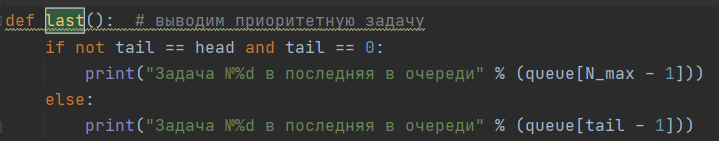 def last():  # выводим приоритетную задачу
    if not tail == head and tail == 0:
        print("Задача №%d в последняя в очереди" % (queue[N_max - 1]))
    else:
        print("Задача №%d в последняя в очереди" % (queue[tail - 1]))